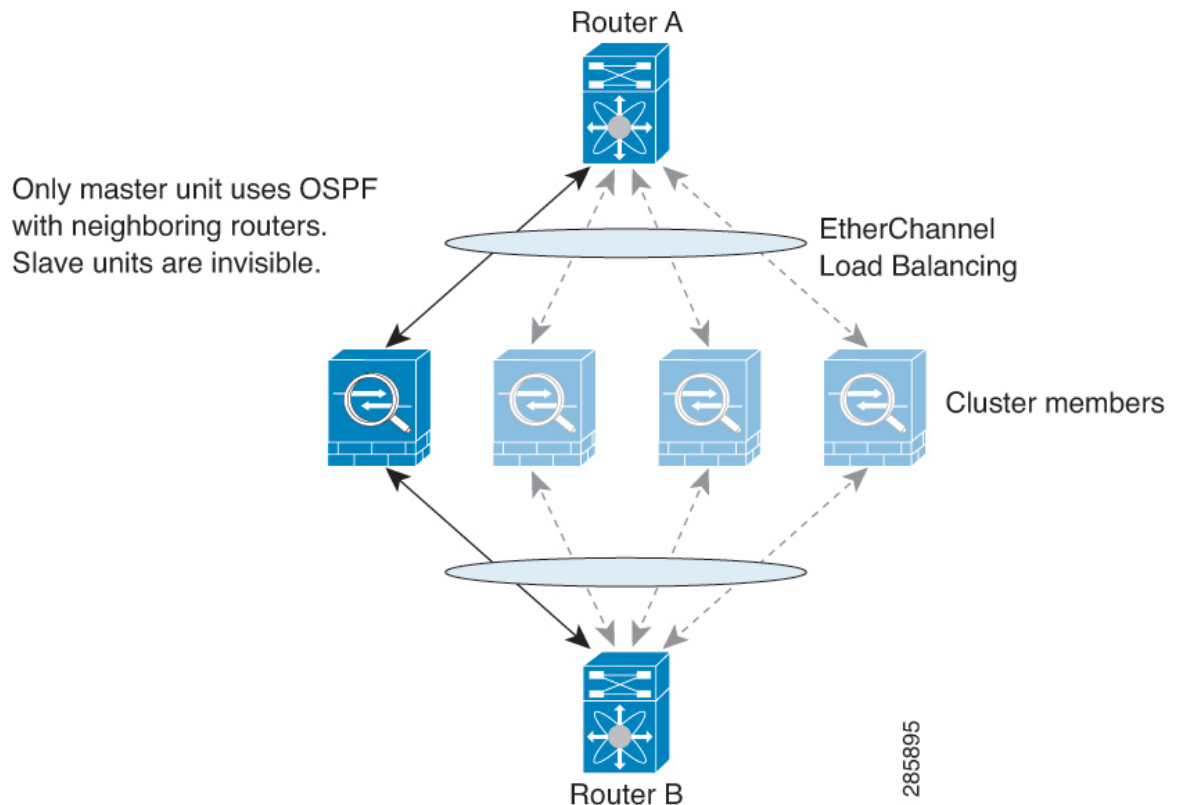 Router A
Only master unit uses OSPF
with neighboring routers.
Slave units are invisible.
EtherChannel
Load Balancing
Cluster members
Router B
285895